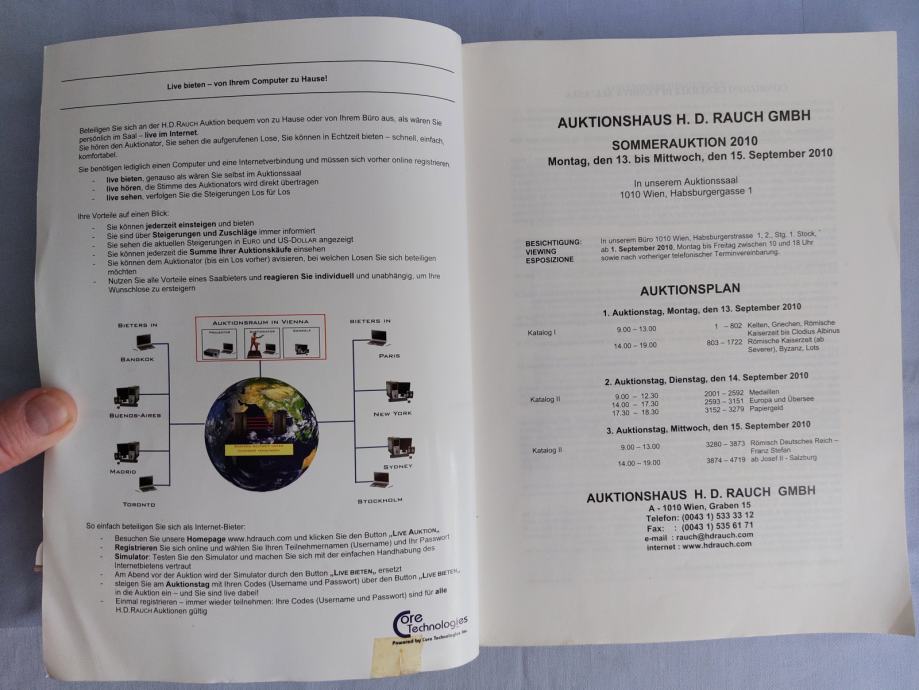 Live bieten – von Ihrem Computer zu Hause!
Beteiligen Sie sich an der H.D.RAUCH Auktion bequem von zu Hause oder von Ihrem Büro aus, als wären Sie
persönlich im Saal – live im Internet.
Sie hören den Auktionator, Sie sehen die aufgerufenen Lose, Sie können in Echtzeit bieten – schnell, einfach,
komfortabel.
Sie benötigen lediglich einen Computer und eine Internetverbindung und müssen sich vorher online registrieren
- live bieten, genauso als wären Sie selbst im Auktionssaal
- live hören, die Stimme des Auktionators wird direkt übertragen
- live sehen, verfolgen Sie die Steigerungen Los für Los
Ihre Vorteile auf einen Blick:
- Sie können jederzeit einsteigen und bieten
- Sie sind über Steigerungen und Zuschläge immer informiert
- Sie sehen die aktuellen Steigerungen in EURO und US-DOLLAR angezeigt
- Sie können jederzeit die Summe Ihrer Auktionskäufe einsehen
- Sie können dem Auktionator (bis ein Los vorher) avisieren, bei welchen Losen Sie sich beteiligen
möchten
- Nutzen Sie alle Vorteile eines Saalbieters und reagieren Sie individuell und unabhängig, um Ihre
Wunschlose zu ersteigern
BIETERS IN
AUKTIONSRAUM IN VIENNA
BIETERS IN
PROJECTOR AUKTIONATOR CONSOLE
BANGKOK
PARIS
BUENOS-AIRES
NEW YORK
MADRID
SYDNEY
TORONTO
STOCKHOLM
So einfach beteiligen Sie sich als Internet-Bieter:
- Besuchen Sie unsere Homepage www.hdrauch.com und klicken Sie den Button „LIVE AUKTION„
- Registrieren Sie sich online und wählen Sie Ihren Teilnehmernamen (Username) und Ihr Passwort
- Simulator: Testen Sie den Simulator und machen Sie sich mit der einfachen Handhabung des
Internetbietens vertraut
- Am Abend vor der Auktion wird der Simulator durch den Button „LIVE BIETEN„ ersetzt
- steigen Sie am Auktionstag mit Ihren Codes (Username und Passwort) über den Button „LIVE BIETEN„
in die Auktion ein – und Sie sind live dabei!
- Einmal registrieren – immer wieder teilnehmen: Ihre Codes (Username und Passwort) sind für alle
H.D.RAUCH Auktionen gültig
Core
Technologies
Powered by Core Technologies Inc.
AUKTIONSHAUS H. D. RAUCH GMBH
SOMMERAUKTION 2010
Montag, den 13. bis Mittwoch, den 15. September 2010
In unserem Auktionssaal
1010 Wien, Habsburgergasse 1
BESICHTIGUNG: In unserem Büro 1010 Wien, Habsburgerstrasse 1, 2., Stg. 1. Stock,
VIEWING ab 1. September 2010, Montag bis Freitag zwischen 10 und 18 Uhr
ESPOSIZIONE sowie nach vorheriger telefonischer Terminvereinbarung.
AUKTIONSPLAN
1. Auktionstag, Montag, den 13. September 2010
Katalog I 9.00 – 13.00 1 – 802 Kelten, Griechen, Römische
Kaiserzeit bis Clodius Albinus
14.00 – 19.00 803 – 1722 Römische Kaiserzeit (ab
Severer), Byzanz, Lots
2. Auktionstag, Dienstag, den 14. September 2010
Katalog II 9.00 – 12.30 2001 – 2592 Medaillen
14.00 – 17.30 2593 – 3151 Europa und Übersee
17.30 – 18.30 3152 – 3279 Papiergeld
3. Auktionstag, Mittwoch, den 15. September 2010
Katalog II 9.00 – 13.00 3280 – 3873 Römisch Deutsches Reich –
Franz Stefan
14.00 – 19.00 3874 – 4719 ab Josef II - Salzburg
AUKTIONSHAUS H. D. RAUCH GMBH
A - 1010 Wien, Graben 15
Telefon: (0043 1) 533 33 12
Fax: : (0043 1) 535 61 71
e-mail : rauch@hdrauch.com
internet : www.hdrauch.com